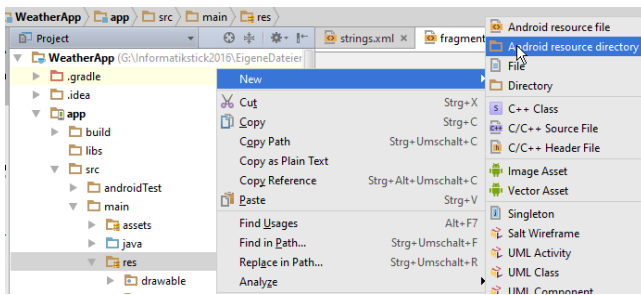 WeatherApp app src main res
Project
strings.xml fragment
WeatherApp (G:\Informatikstick2016\EigeneDateier
.gradle
.idea
app
build
libs
src
androidTest
main
assets
java
res
drawable
New
Cut Strg+X
Copy Strg+C
Copy Path Strg+Umschalt+C
Copy as Plain Text
Copy Reference Strg+Alt+Umschalt+C
Paste Strg+V
Find Usages Alt+F7
Find in Path... Strg+Umschalt+F
Replace in Path... Strg+Umschalt+R
Analyze
Android resource file
Android resource directory
File
Directory
C++ Class
C/C++ Source File
C/C++ Header File
Image Asset
Vector Asset
Singleton
Salt Wireframe
UML Activity
UML Class
UML Component